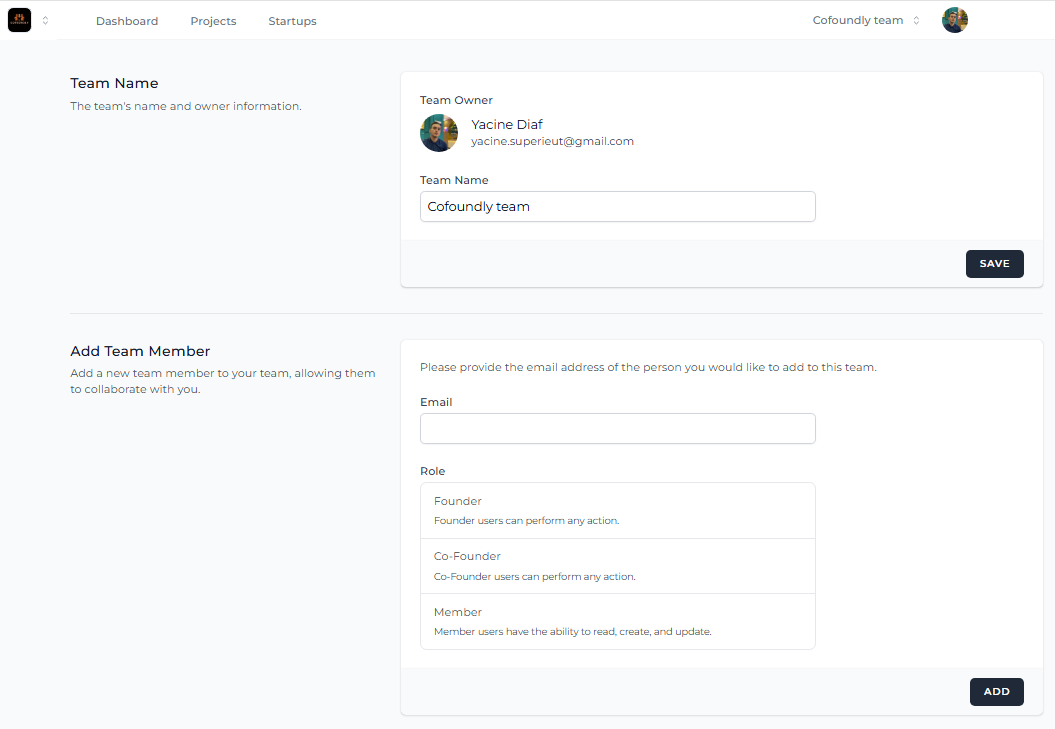 Dashboard
Projects
Startups
Cofoundly team
Team Name
The team's name and owner information.
Team Owner
Yacine Diaf
yacine.superieut@gmail.com
Team Name
Cofoundly team
SAVE
Add Team Member
Add a new team member to your team, allowing them
to collaborate with you.
Please provide the email address of the person you would like to add to this team.
Email
Role
Founder
Founder users can perform any action.
Co-Founder
Co-Founder users can perform any action.
Member
Member users have the ability to read, create, and update.
ADD